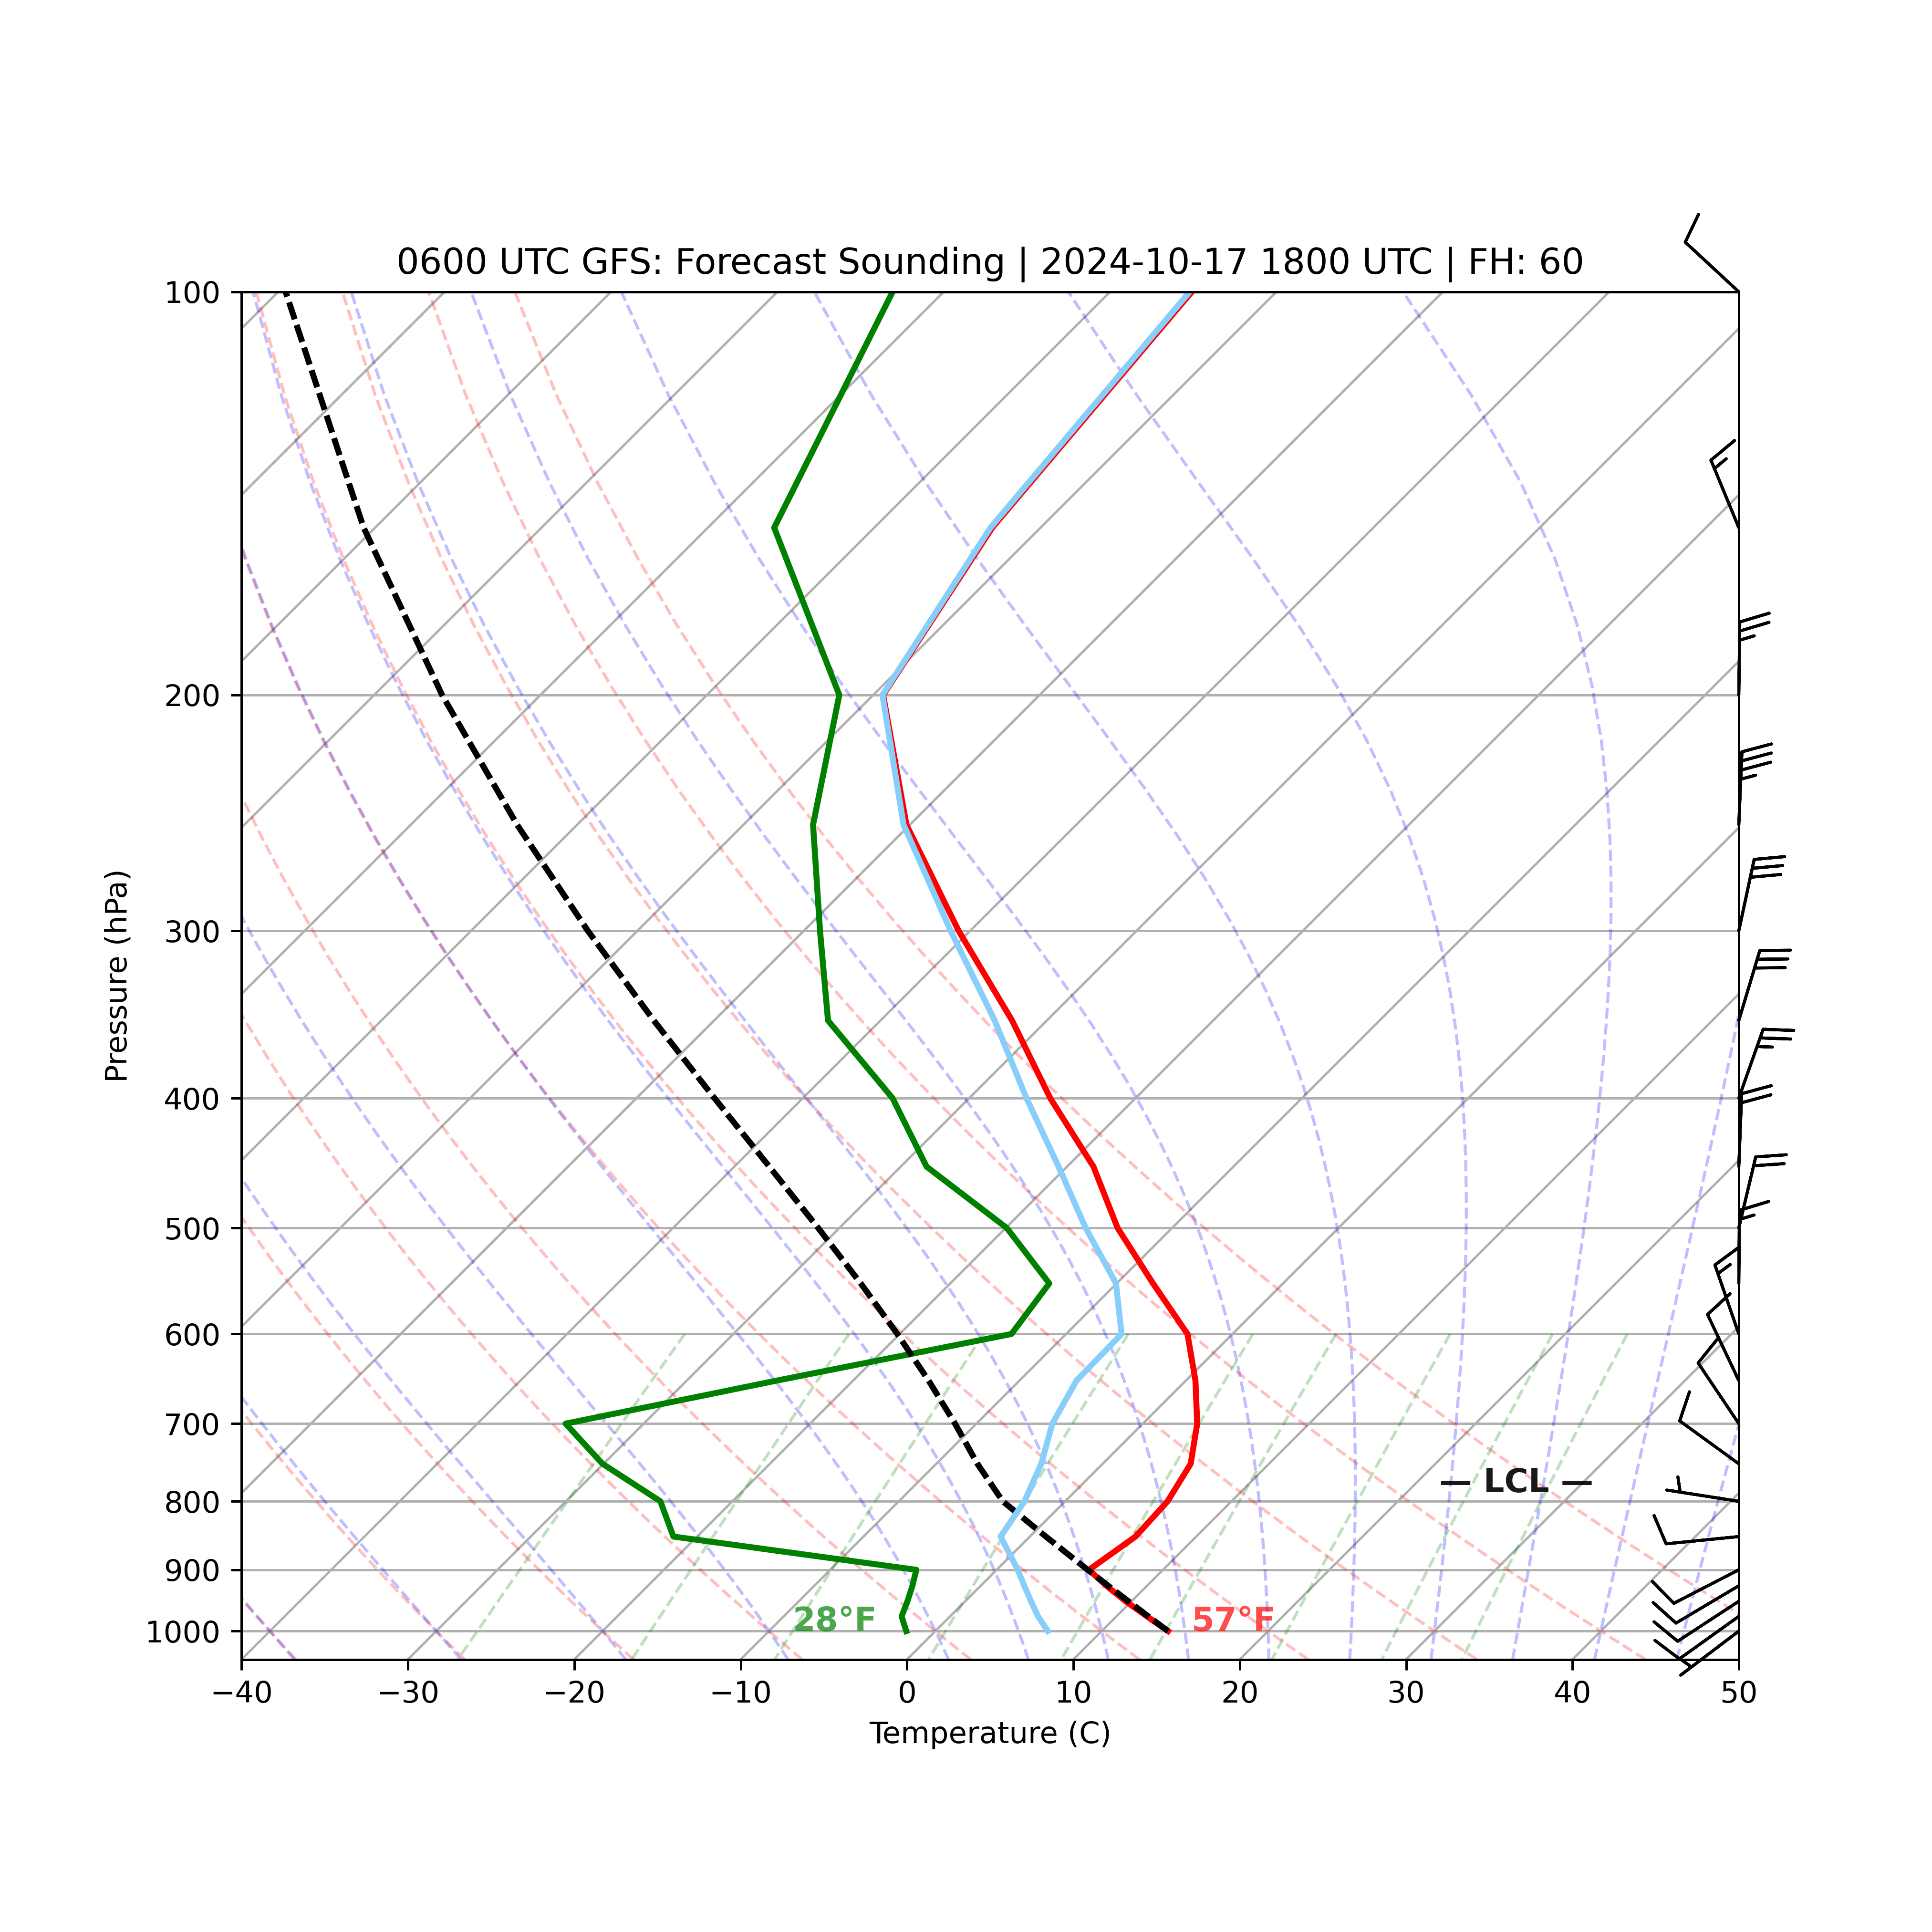 0600 UTC GFS: Forecast Sounding | 2024-10-17 1800 UTC | FH: 60
100
200
300
400
500
600
700
800
900
1000
Pressure (hPa)
— LCL —
28°F
57°F
−40 −30 −20 −10 0 10 20 30 40 50
Temperature (C)